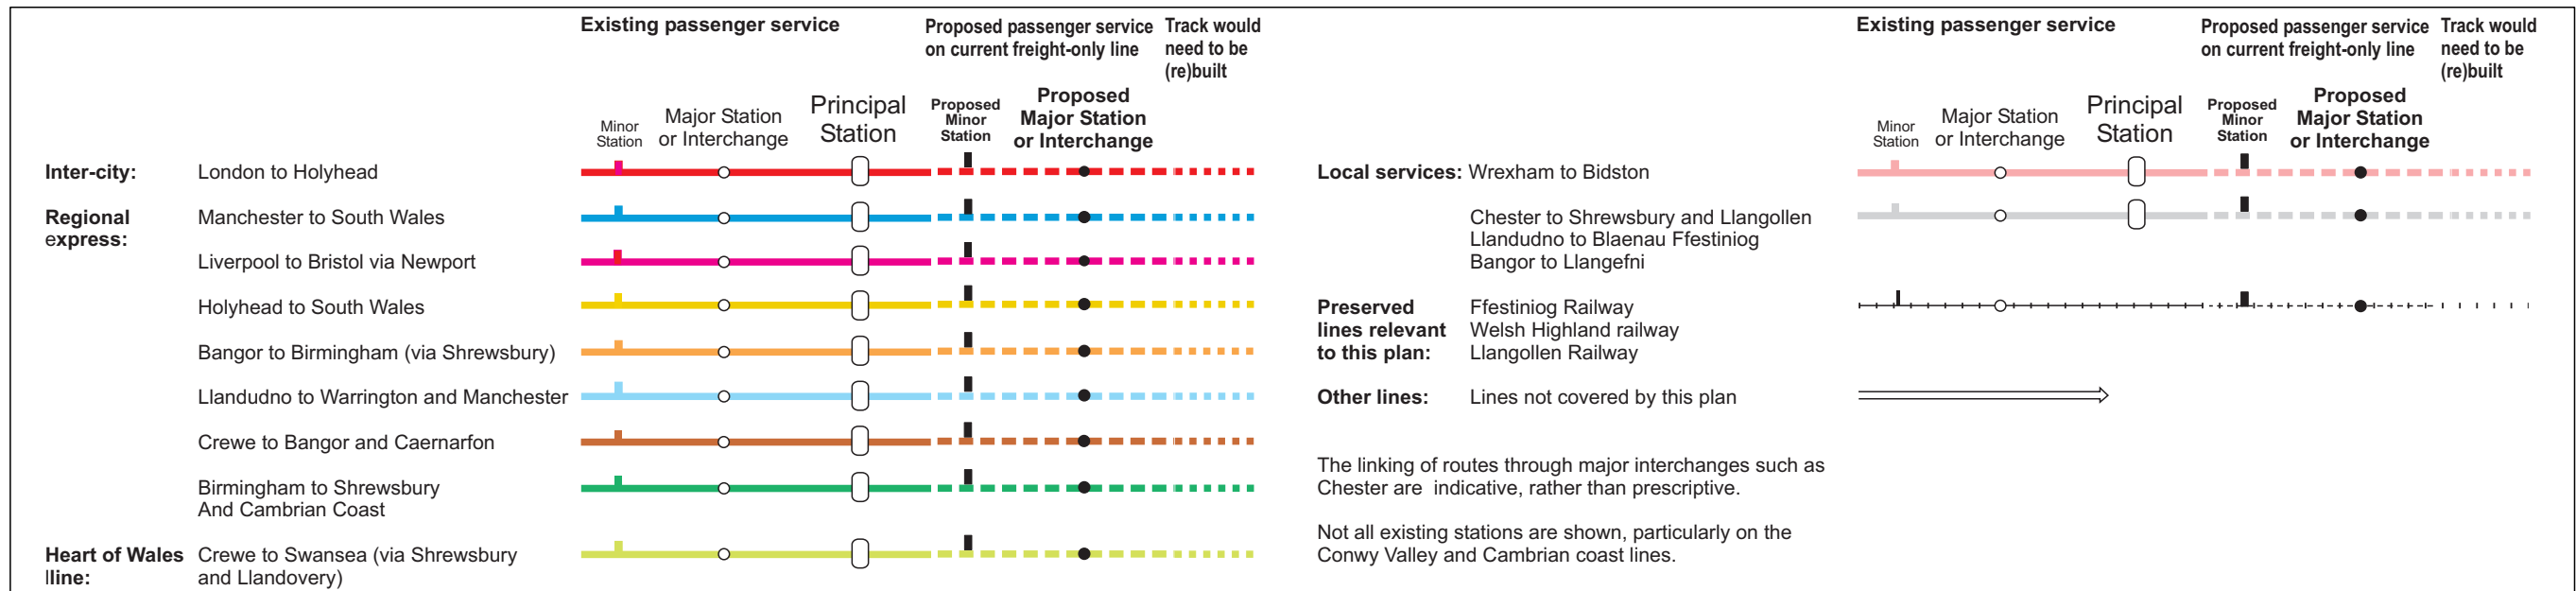 Existing passenger service
Proposed passenger service
on current freight-only line
Track would
need to be
(re)built
Minor
Station
Major Station
or Interchange
Principal
Station
Proposed
Minor
Station
Proposed
Major Station
or Interchange
Inter-city: London to Holyhead
Regional
express:
Manchester to South Wales
Liverpool to Bristol via Newport
Holyhead to South Wales
Bangor to Birmingham (via Shrewsbury)
Llandudno to Warrington and Manchester
Crewe to Bangor and Caernarfon
Birmingham to Shrewsbury
And Cambrian Coast
Heart of Wales
lline:
Crewe to Swansea (via Shrewsbury
and Llandovery)
Existing passenger service
Proposed passenger service
on current freight-only line
Track would
need to be
(re)built
Minor
Station
Major Station
or Interchange
Principal
Station
Proposed
Minor
Station
Proposed
Major Station
or Interchange
Local services: Wrexham to Bidston
Chester to Shrewsbury and Llangollen
Llandudno to Blaenau Ffestiniog
Bangor to Llangefni
Preserved
lines relevant
to this plan:
Ffestiniog Railway
Welsh Highland railway
Llangollen Railway
Other lines: Lines not covered by this plan
The linking of routes through major interchanges such as
Chester are indicative, rather than prescriptive.
Not all existing stations are shown, particularly on the
Conwy Valley and Cambrian coast lines.